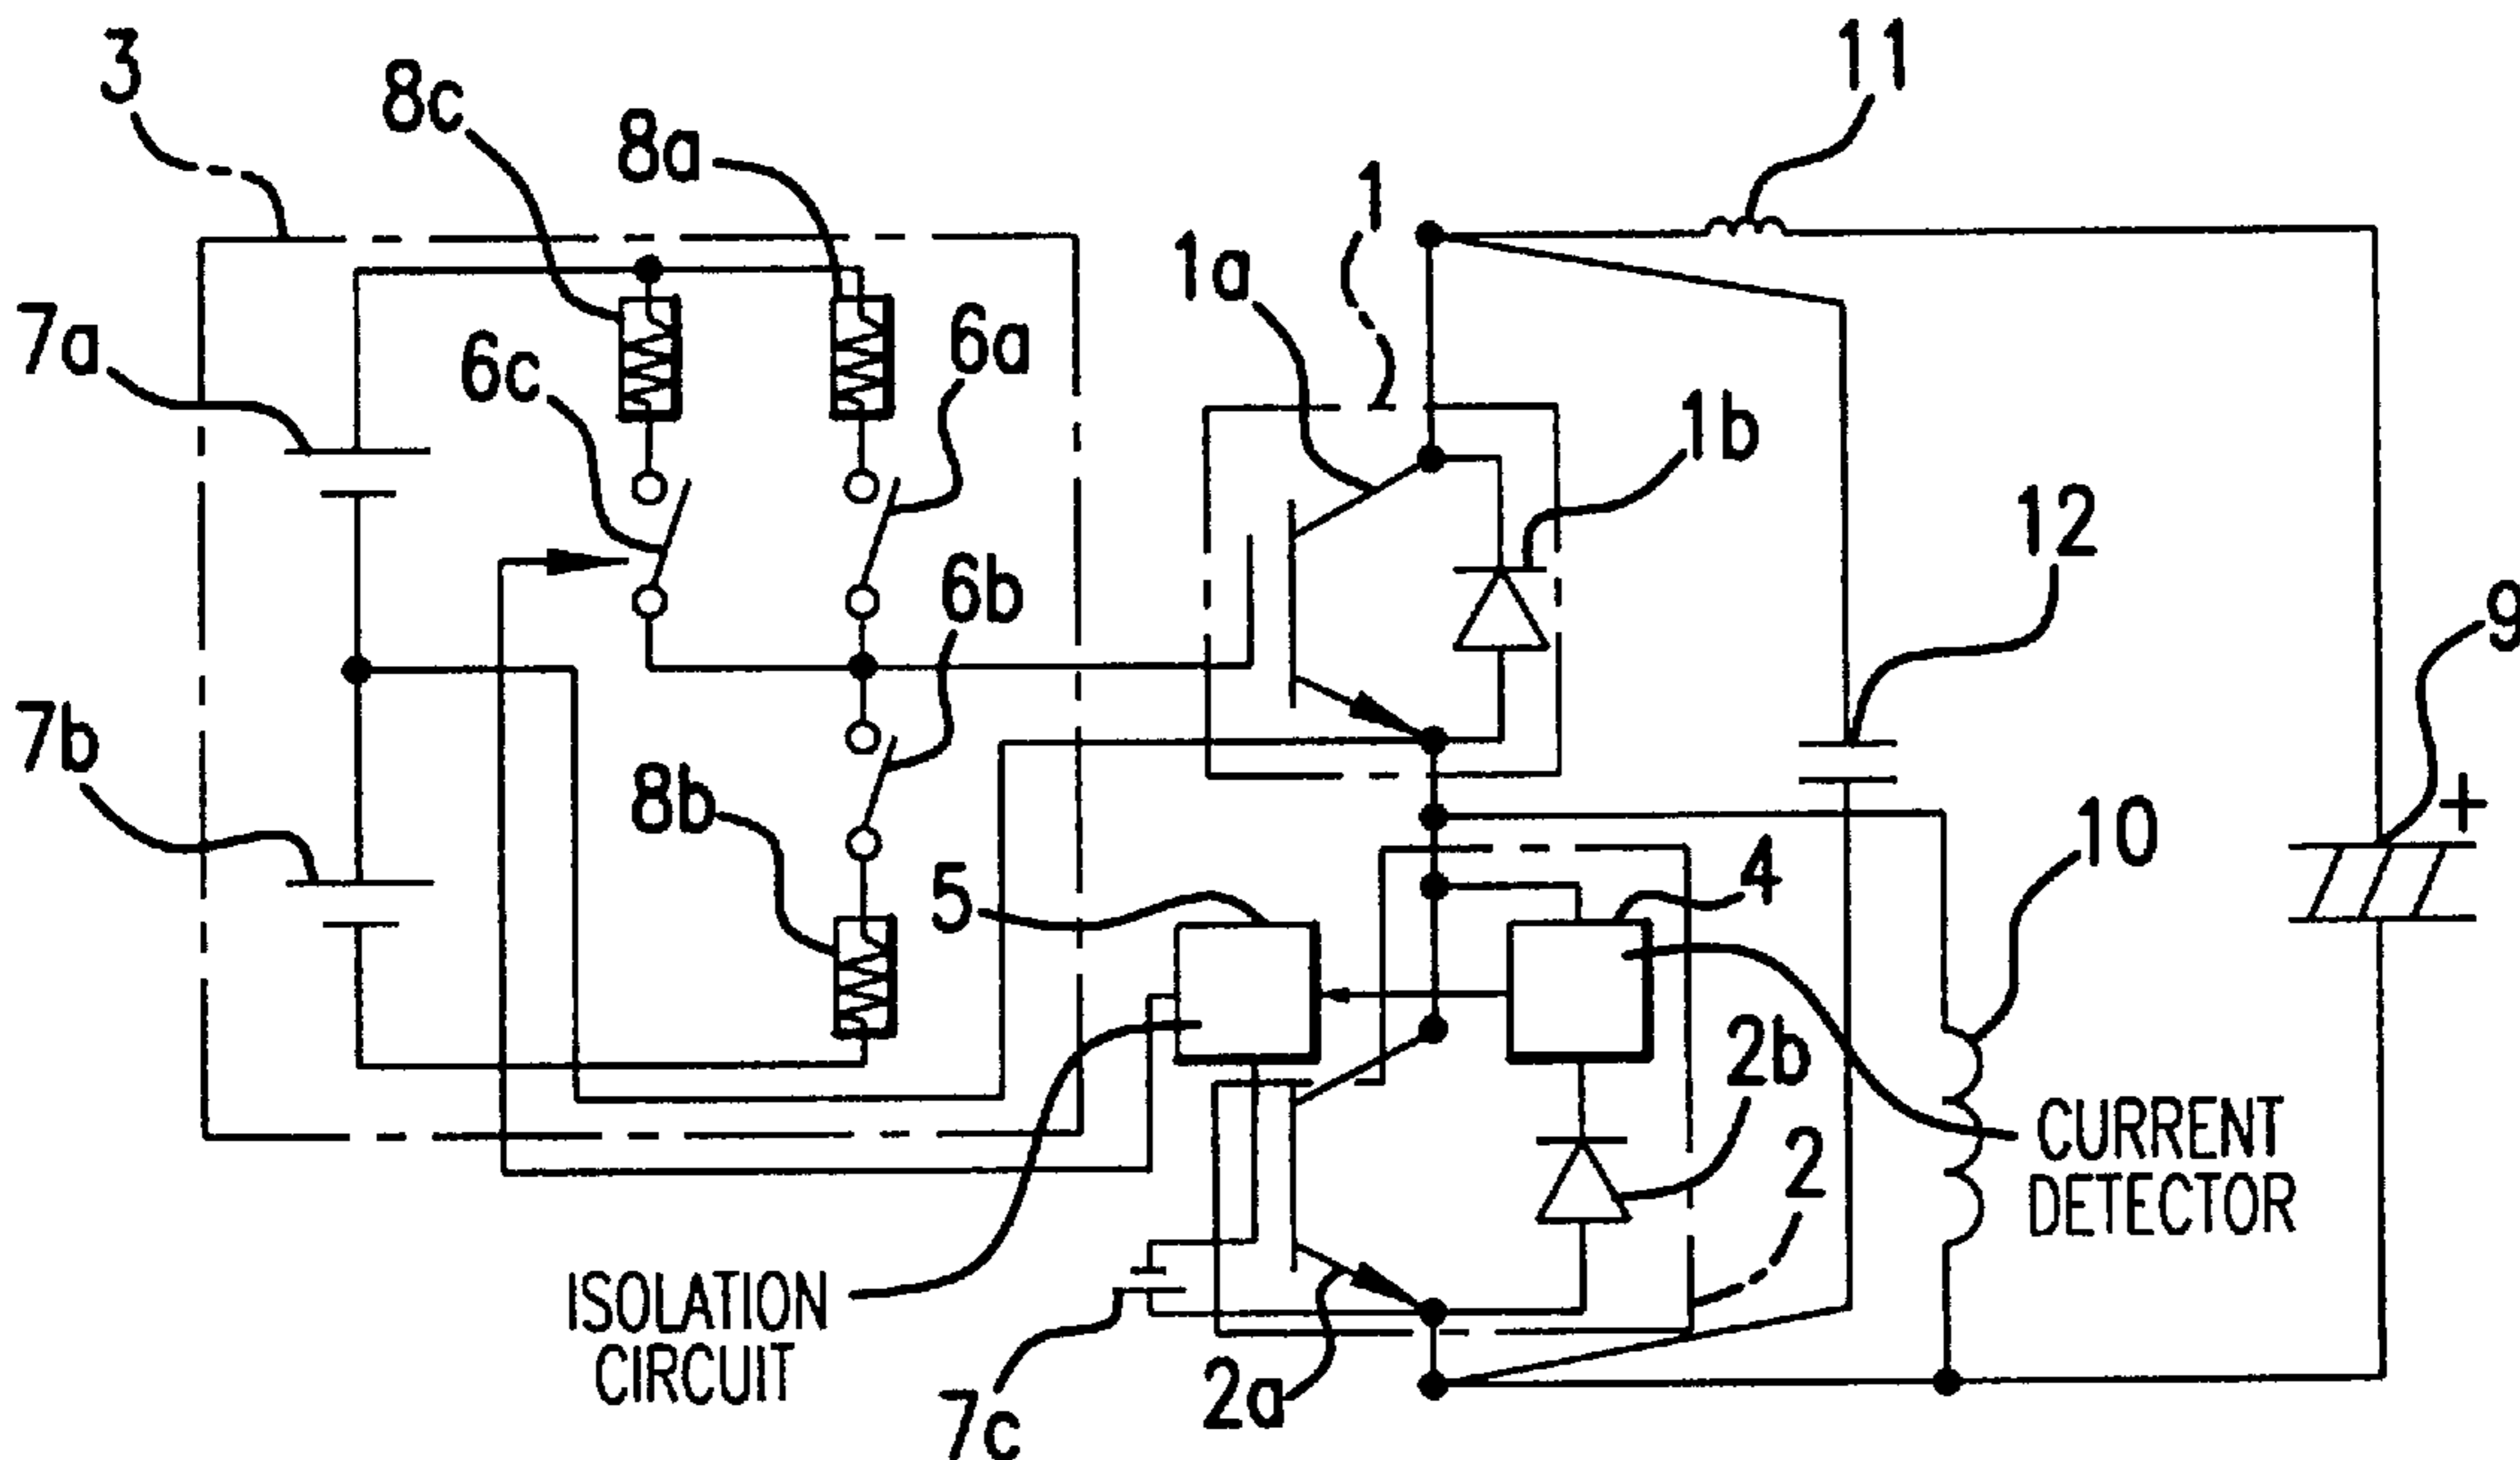 3
8c
8a
11
1
1a
7a
6c
6a
1b
12
6b
9
7b
8b
+
10
5
4
2b
CURRENT
DETECTOR
2
ISOLATION
CIRCUIT
2a
7c